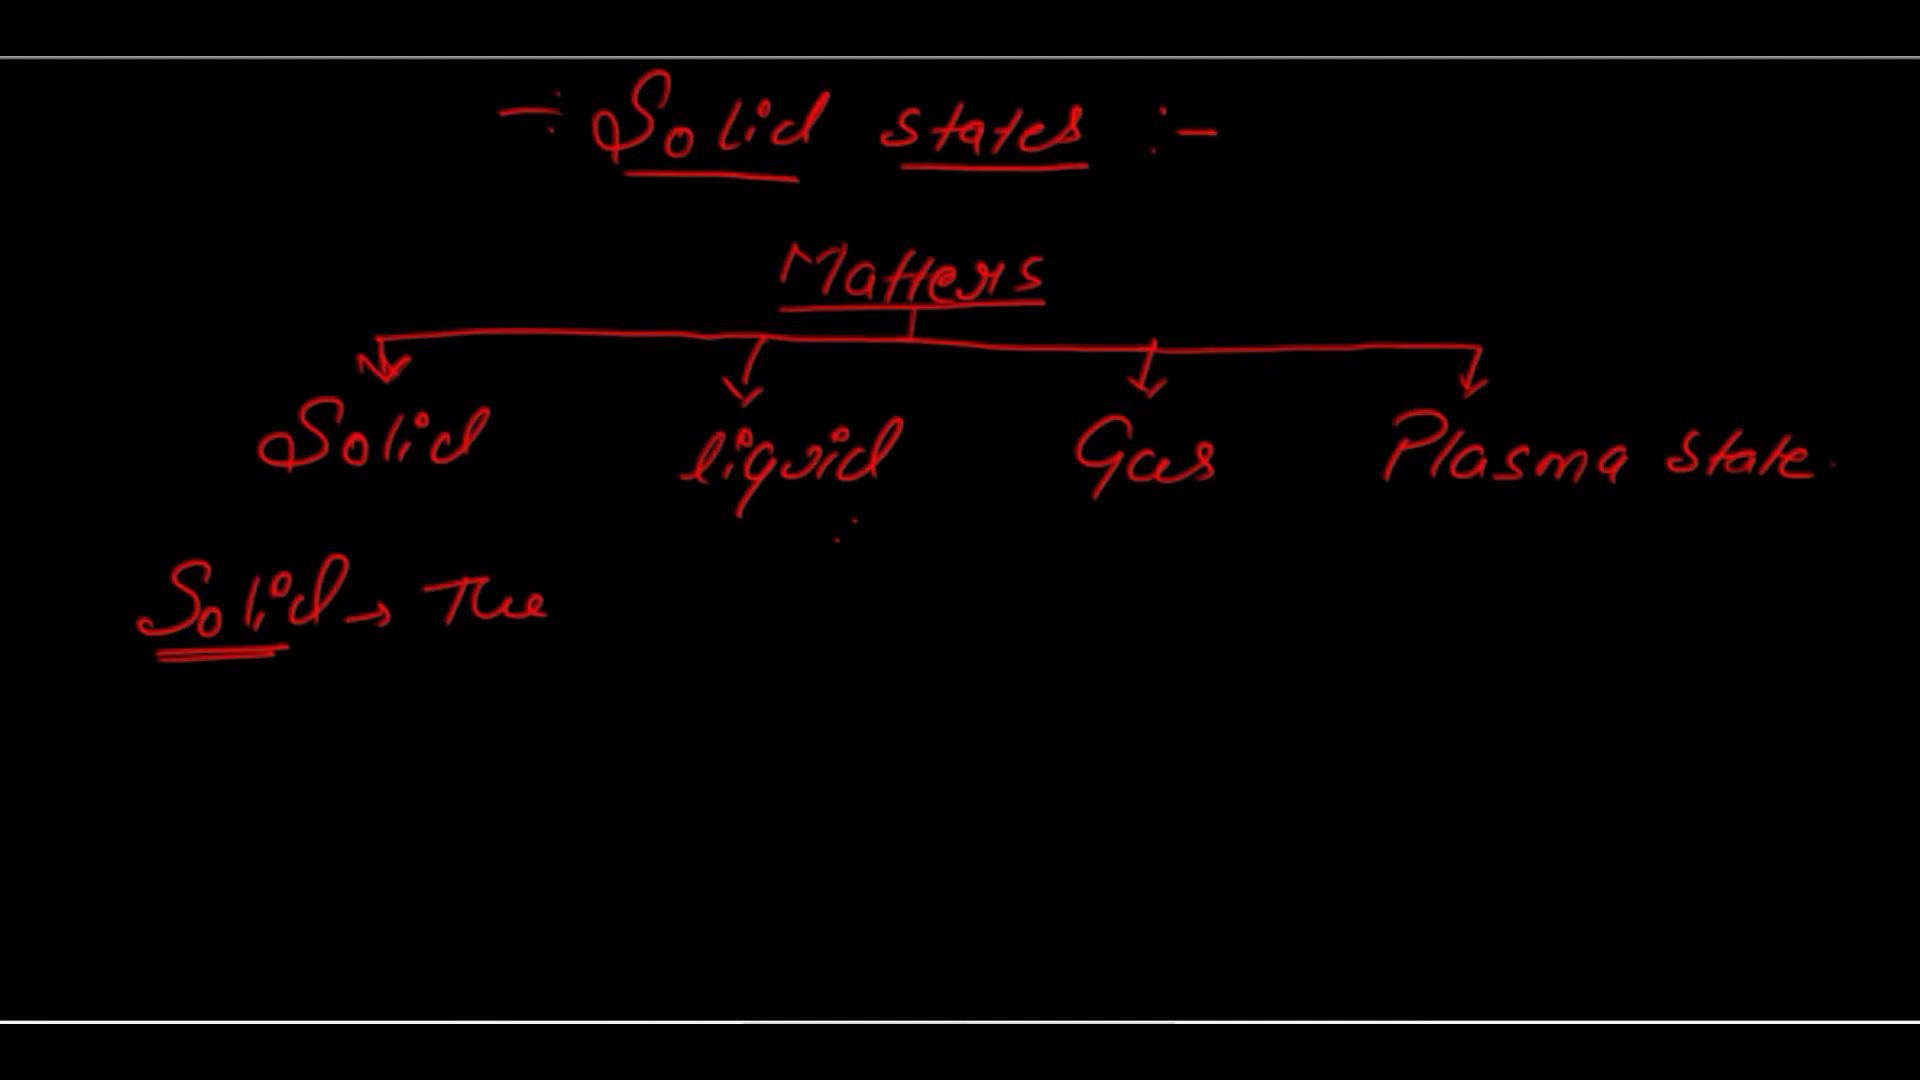 -: Solid states :-
Matters
Solid liquid Gas Plasma state.
Solid → The